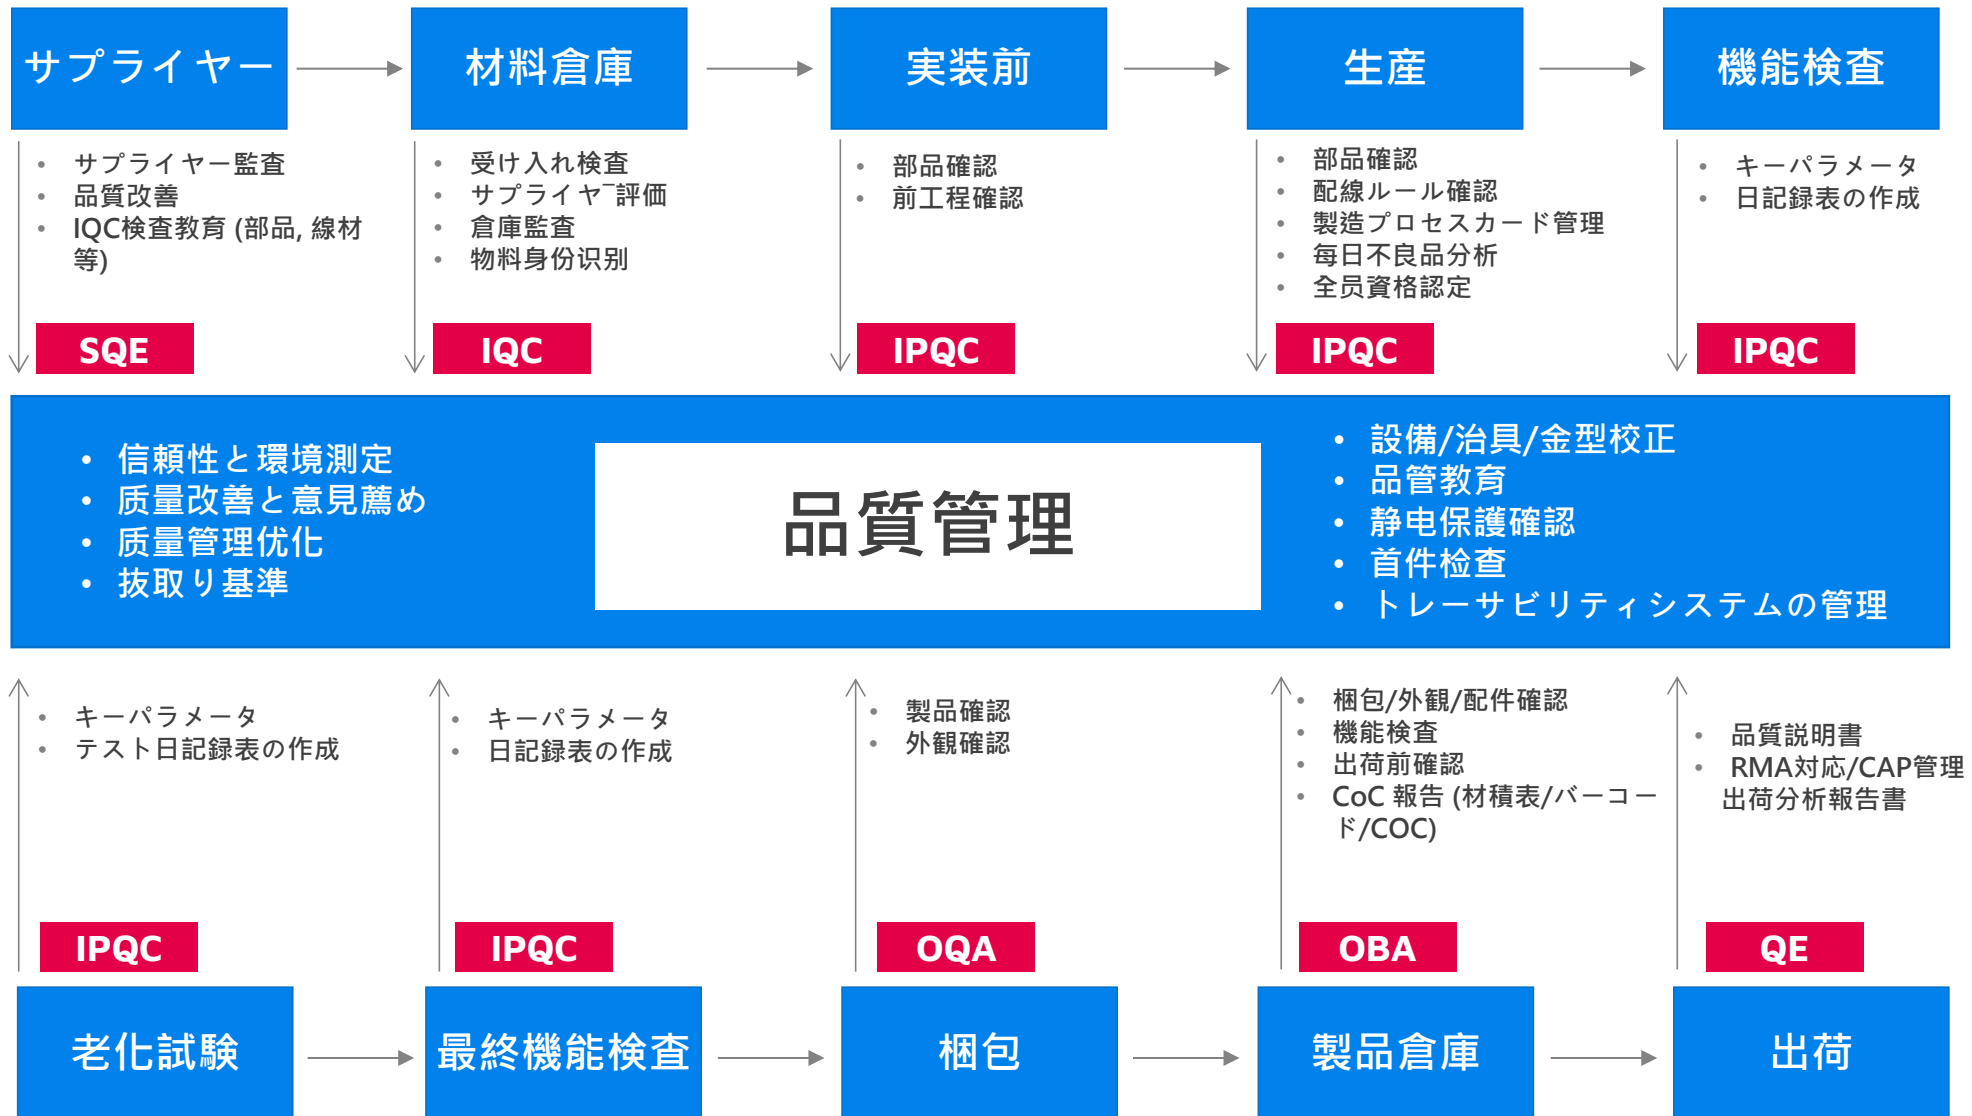 サプライヤー
材料倉庫
実装前
生産
機能検査
• サプライヤー監査
• 品質改善
• IQC検査教育 (部品, 線材
等)
• 受け入れ検査
• サプライヤ￣評価
• 倉庫監査
• 物料身份识别
• 部品確認
• 前工程確認
• 部品確認
• 配線ルール確認
• 製造プロセスカード管理
• 每日不良品分析
• 全员資格認定
• キーパラメータ
• 日記録表の作成
SQE
IQC
IPQC
IPQC
IPQC
• 信頼性と環境測定
• 质量改善と意見薦め
• 质量管理优化
• 抜取り基準
品質管理
• 設備/治具/金型校正
• 品管教育
• 静电保護確認
• 首件检查
• トレーサビリティシステムの管理
• キーパラメータ
• テスト日記録表の作成
• キーパラメータ
• 日記録表の作成
• 製品確認
• 外観確認
• 梱包/外観/配件確認
• 機能検査
• 出荷前確認
• CoC 報告 (材積表/バーコー
ド/COC)
• 品質説明書
• RMA対応/CAP管理
出荷分析報告書
IPQC
IPQC
OQA
OBA
QE
老化試験
最終機能検査
梱包
製品倉庫
出荷